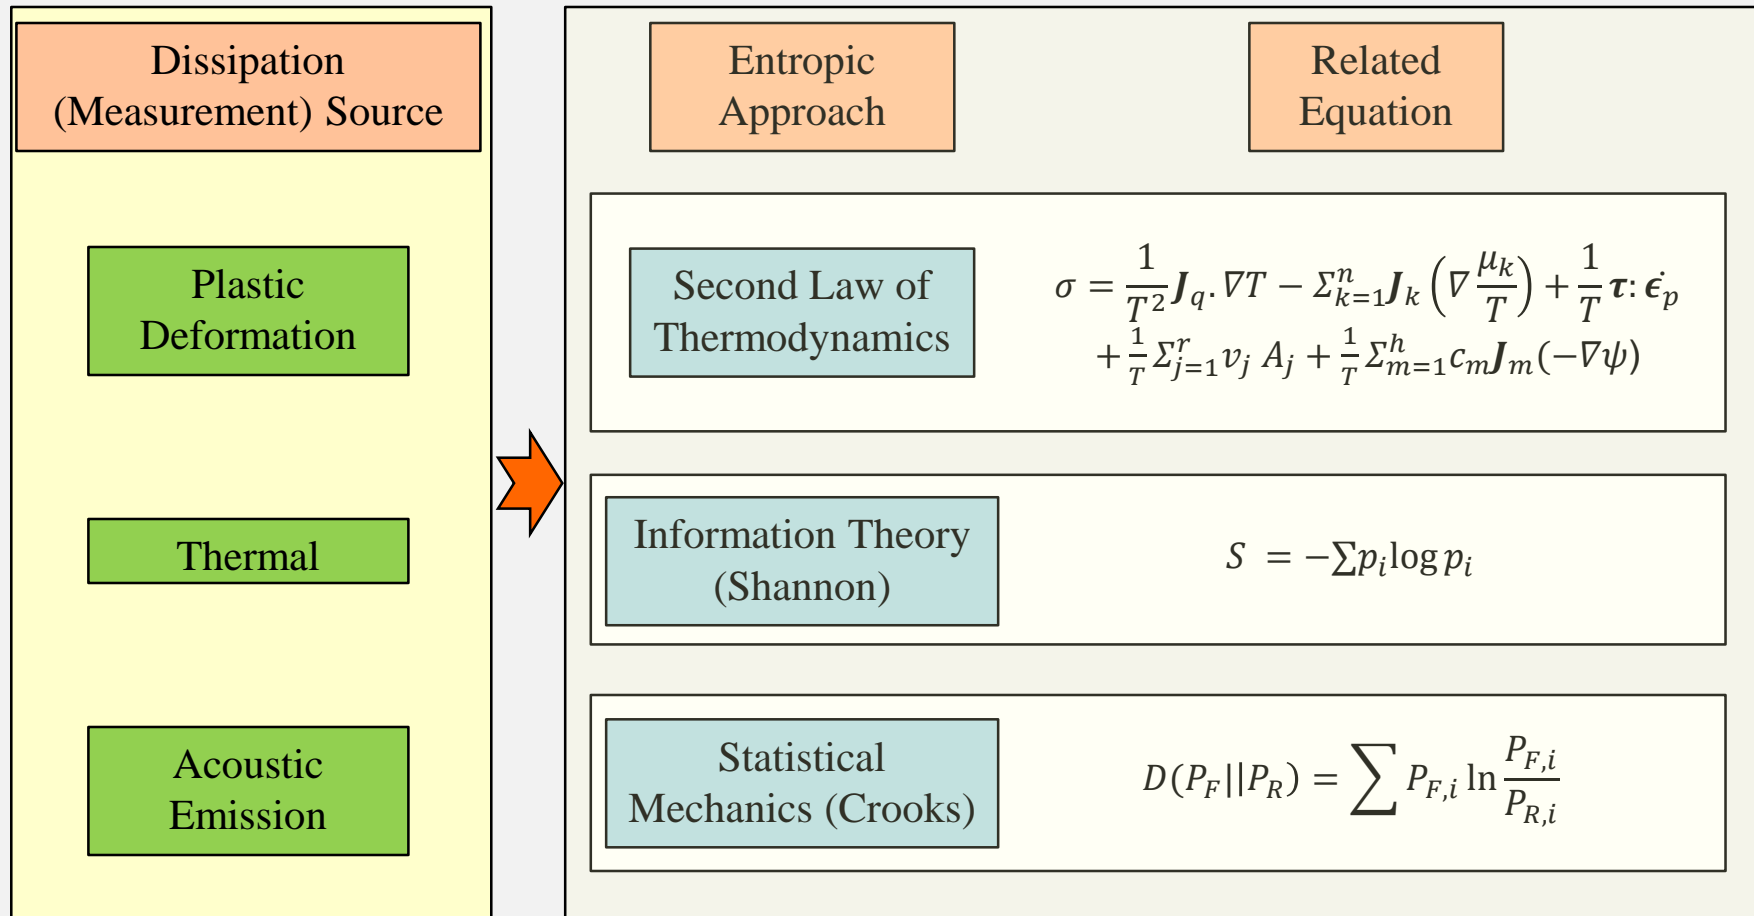 Dissipation
(Measurement) Source
Plastic
Deformation
Thermal
Acoustic
Emission
Entropic
Approach
Related
Equation
Second Law of
Thermodynamics
σ = 1/T² 𝑱_q . ∇T − Σ_{k=1}^{n} 𝑱_k (∇ μ_k/T) + 1/T 𝝉: 𝝐̇_p
+ 1/T Σ_{j=1}^{r} v_j A_j + 1/T Σ_{m=1}^{h} c_m 𝑱_m (−∇ψ)
Information Theory
(Shannon)
S = −∑p_i log p_i
Statistical
Mechanics (Crooks)
D(P_F||P_R) = ∑ P_{F,i} ln P_{F,i}/P_{R,i}